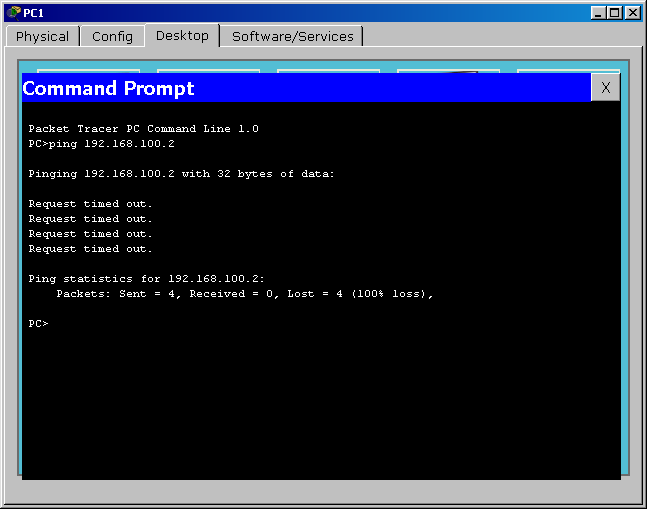 PC1
Physical
Config
Desktop
Software/Services
Command Prompt
X
Packet Tracer PC Command Line 1.0
PC>ping 192.168.100.2
Pinging 192.168.100.2 with 32 bytes of data:
Request timed out.
Request timed out.
Request timed out.
Request timed out.
Ping statistics for 192.168.100.2:
Packets: Sent = 4, Received = 0, Lost = 4 (100% loss),
PC>